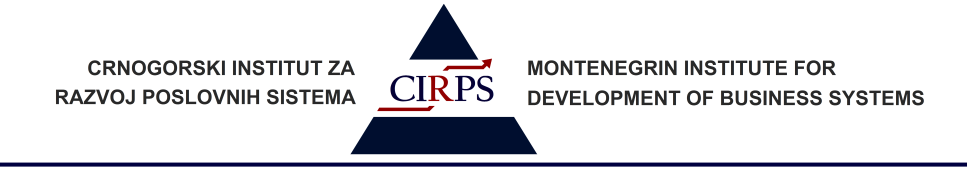 CRNOGORSKI INSTITUT ZA
RAZVOJ POSLOVNIH SISTEMA
CIRPS
MONTENEGRIN INSTITUTE FOR
DEVELOPMENT OF BUSINESS SYSTEMS